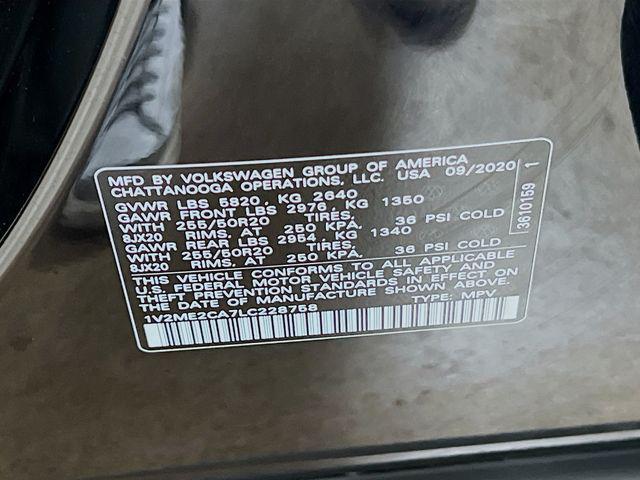 MFD BY VOLKSWAGEN GROUP OF AMERICA
CHATTANOOGA OPERATIONS, LLC. USA 09/2020
GVWR LBS 5820, KG 2640
GAWR FRONT LBS 2976, KG 1350
WITH 255/50R20 TIRES,
8JX20 RIMS, AT 250 KPA. 36 PSI COLD
GAWR REAR LBS 2954, KG 1340
WITH 255/50R20 TIRES,
8JX20 RIMS, AT 250 KPA. 36 PSI COLD
THIS VEHICLE CONFORMS TO ALL APPLICABLE
U.S. FEDERAL MOTOR VEHICLE SAFETY AND
THEFT PREVENTION STANDARDS IN EFFECT ON
THE DATE OF MANUFACTURE SHOWN ABOVE.
1V2ME2CA7LC228758 TYPE: MPV
3610159 1